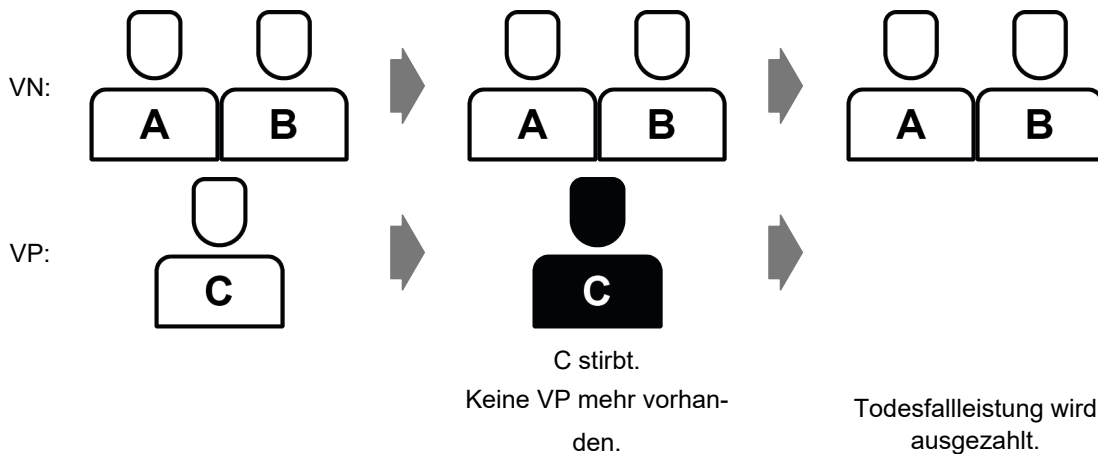 VN:
A B
A B
A B
VP:
C
C
C stirbt.
Keine VP mehr vorhan-
den.
Todesfallleistung wird
ausgezahlt.